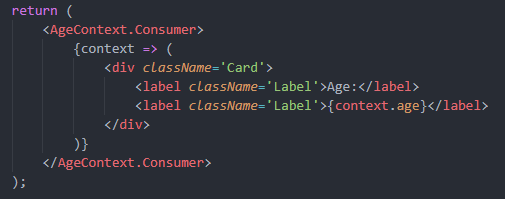 return (
    <AgeContext.Consumer>
        {context => (
            <div className='Card'>
                <label className='Label'>Age:</label>
                <label className='Label'>{context.age}</label>
            </div>
        )}
    </AgeContext.Consumer>
);